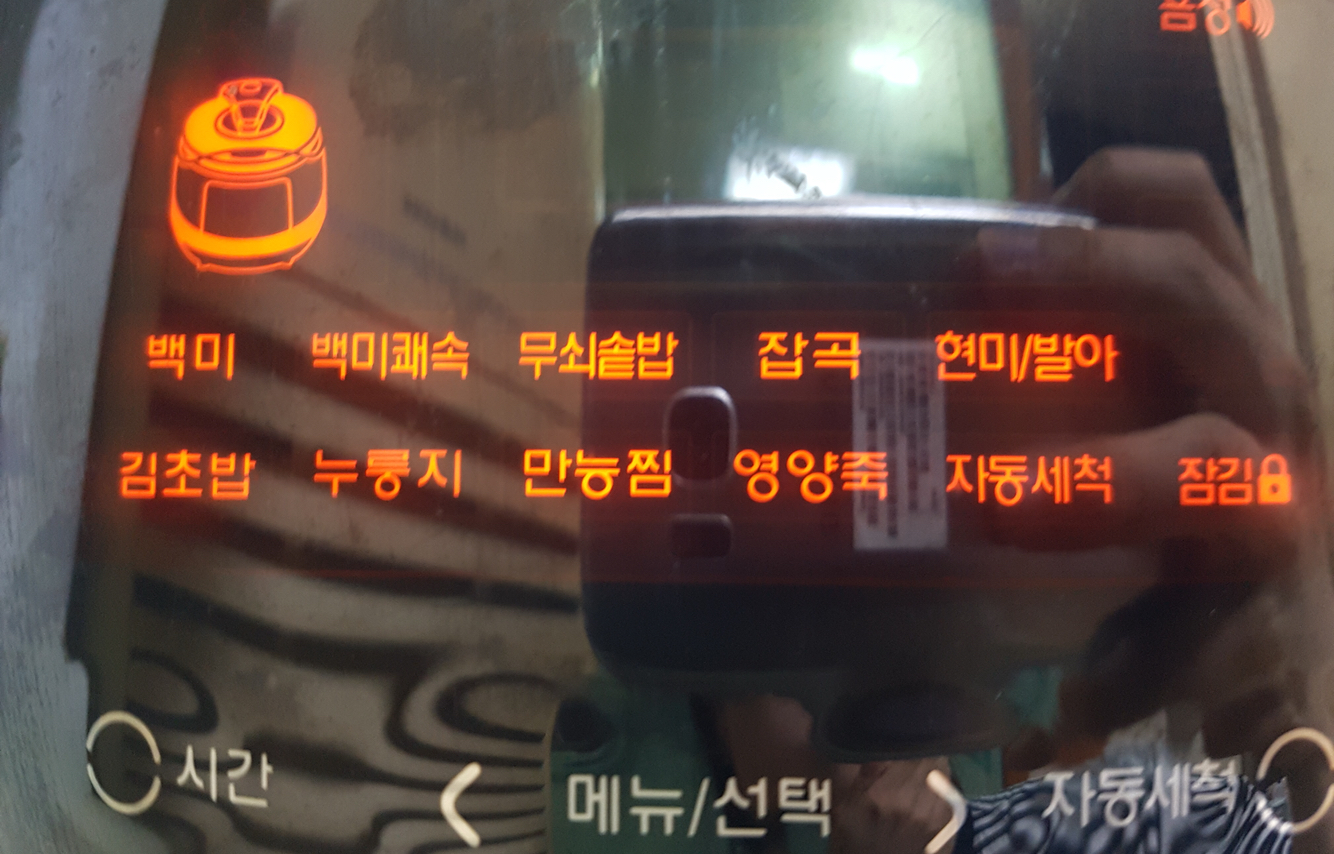 음성
백미 백미쾌속 무쇠솥밥 잡곡 현미/발아
김초밥 누룽지 만능찜 영양죽 자동세척 잠김
시간 < 메뉴/선택 > 자동세척